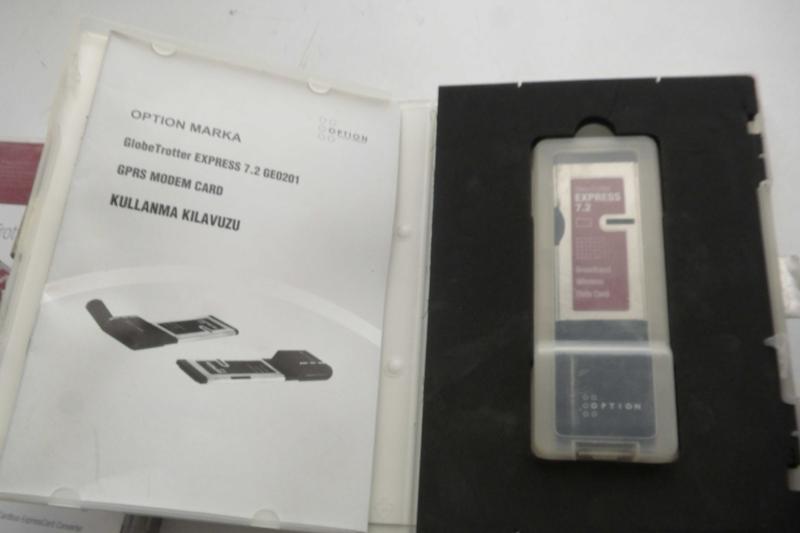 OPTION MARKA
OPTION
GlobeTrotter EXPRESS 7.2 GE0201
GPRS MODEM CARD
KULLANMA KILAVUZU
EXPRESS
7.2
Broadband
Wireless
Data Card
OPTION